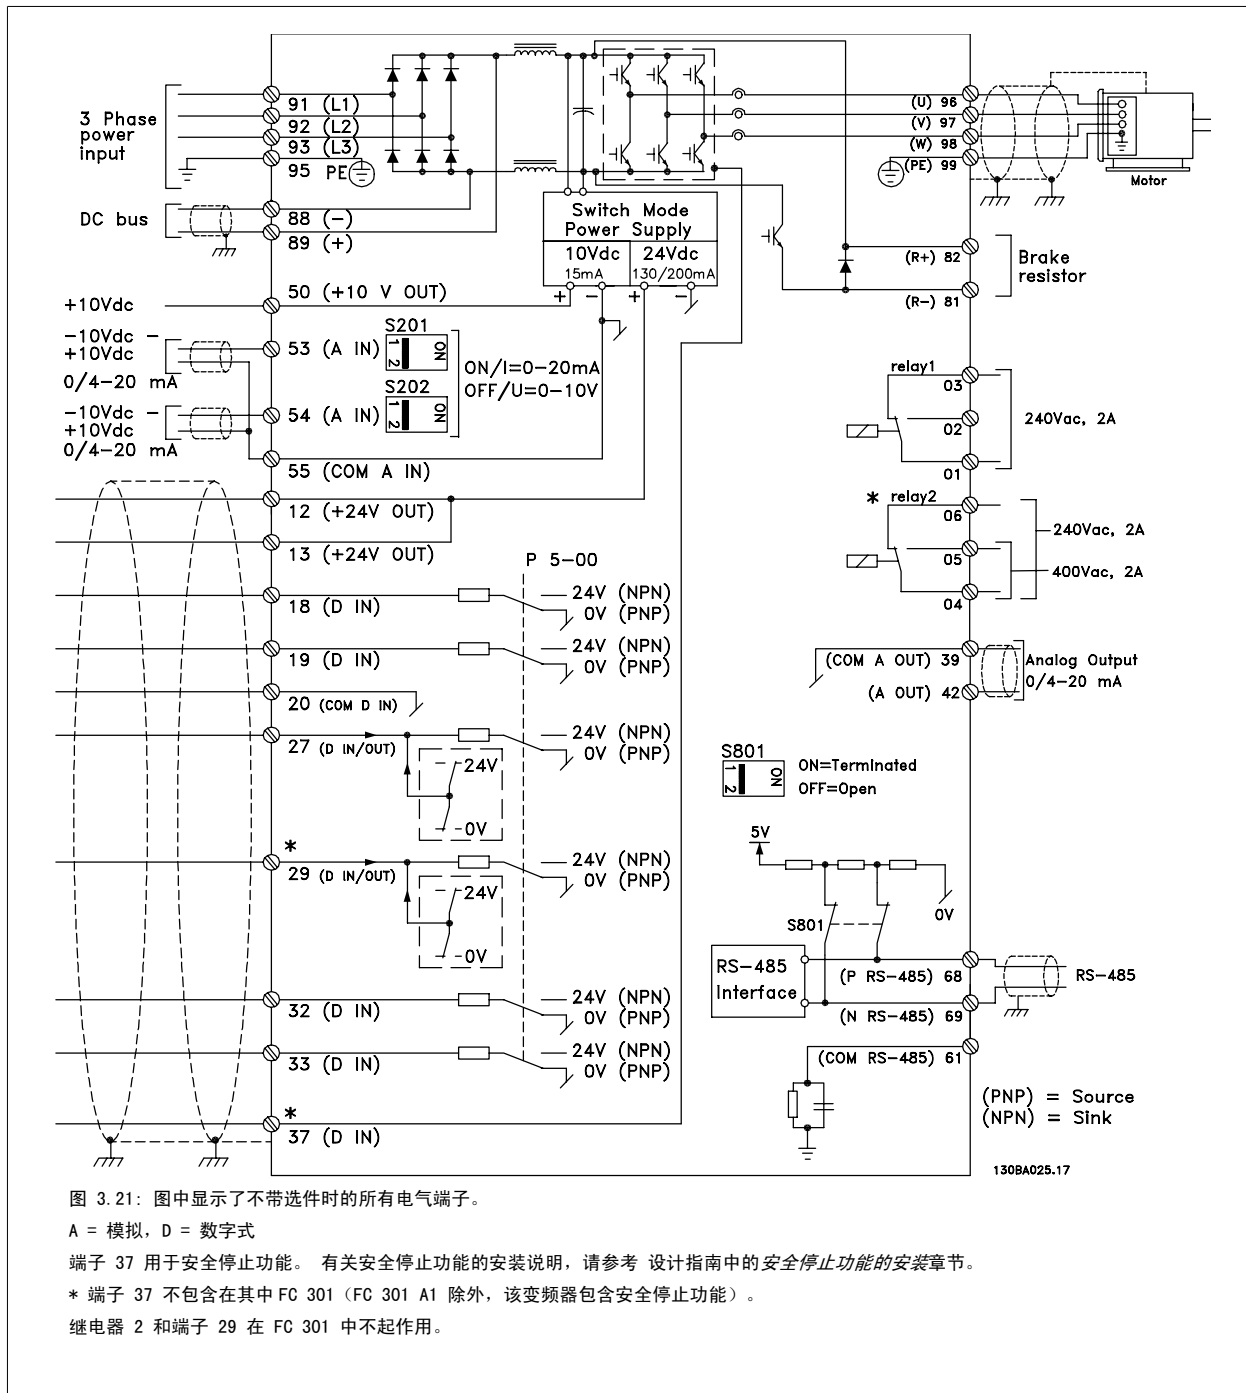 3 Phase
power
input
91 (L1)
92 (L2)
93 (L3)
95 PE
DC bus
88 (-)
89 (+)
+10Vdc
50 (+10 V OUT)
-10Vdc -
+10Vdc
0/4-20 mA
53 (A IN)
S201
1 2
ON
-10Vdc -
+10Vdc
0/4-20 mA
54 (A IN)
S202
1 2
ON
ON/I=0-20mA
OFF/U=0-10V
55 (COM A IN)
12 (+24V OUT)
13 (+24V OUT)
P 5-00
18 (D IN)
24V (NPN)
0V (PNP)
19 (D IN)
24V (NPN)
0V (PNP)
20 (COM D IN)
27 (D IN/OUT)
24V (NPN)
0V (PNP)
24V
0V
*
29 (D IN/OUT)
24V (NPN)
0V (PNP)
24V
0V
32 (D IN)
24V (NPN)
0V (PNP)
33 (D IN)
24V (NPN)
0V (PNP)
*
37 (D IN)
Switch Mode
Power Supply
10Vdc
15mA
24Vdc
130/200mA
+ - + -
(U) 96
(V) 97
(W) 98
(PE) 99
Motor
(R+) 82
(R-) 81
Brake
resistor
relay1
03
02
01
240Vac, 2A
* relay2
06
05
04
240Vac, 2A
400Vac, 2A
(COM A OUT) 39
(A OUT) 42
Analog Output
0/4-20 mA
S801
1 2
ON
ON=Terminated
OFF=Open
5V
S801
0V
RS-485
Interface
(P RS-485) 68
(N RS-485) 69
RS-485
(COM RS-485) 61
(PNP) = Source
(NPN) = Sink
130BA025.17
图 3.21: 图中显示了不带选件时的所有电气端子。
A = 模拟，D = 数字式
端子 37 用于安全停止功能。 有关安全停止功能的安装说明，请参考 设计指南中的安全停止功能的安装章节。
* 端子 37 不包含在其中 FC 301（FC 301 A1 除外，该变频器包含安全停止功能）。
继电器 2 和端子 29 在 FC 301 中不起作用。